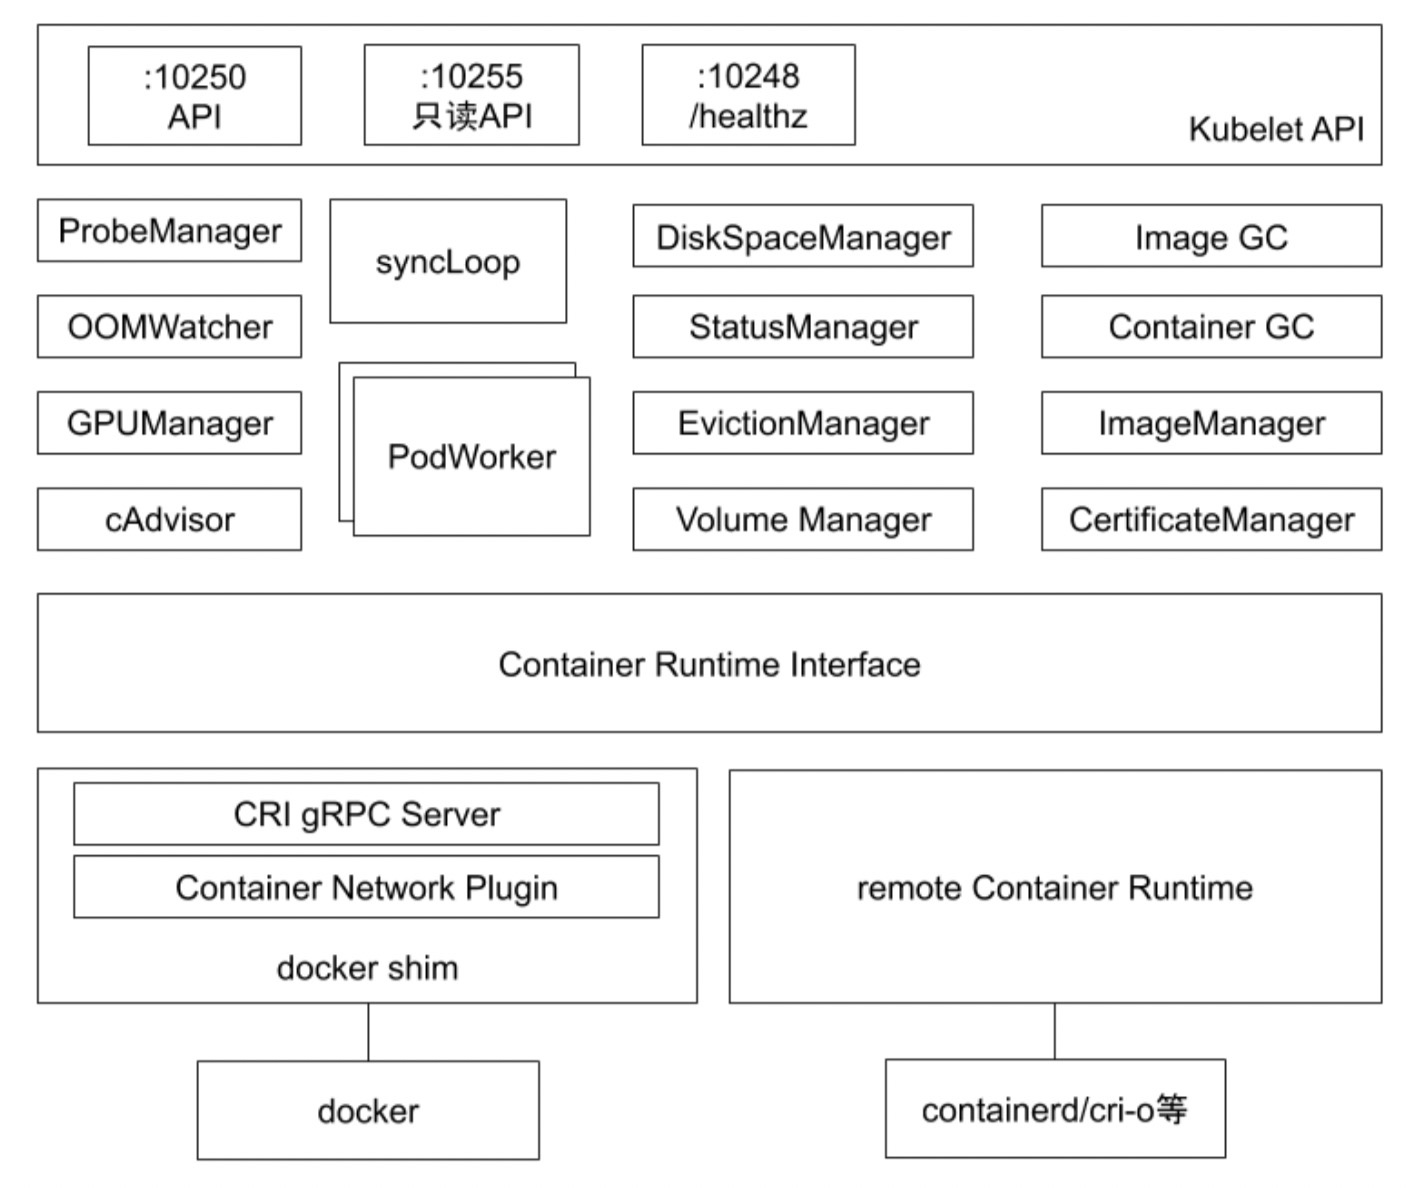 :10250
API
:10255
只读API
:10248
/healthz
Kubelet API
ProbeManager
OOMWatcher
GPUManager
cAdvisor
syncLoop
PodWorker
DiskSpaceManager
StatusManager
EvictionManager
Volume Manager
Image GC
Container GC
ImageManager
CertificateManager
Container Runtime Interface
CRI gRPC Server
Container Network Plugin
docker shim
remote Container Runtime
docker
containerd/cri-o等